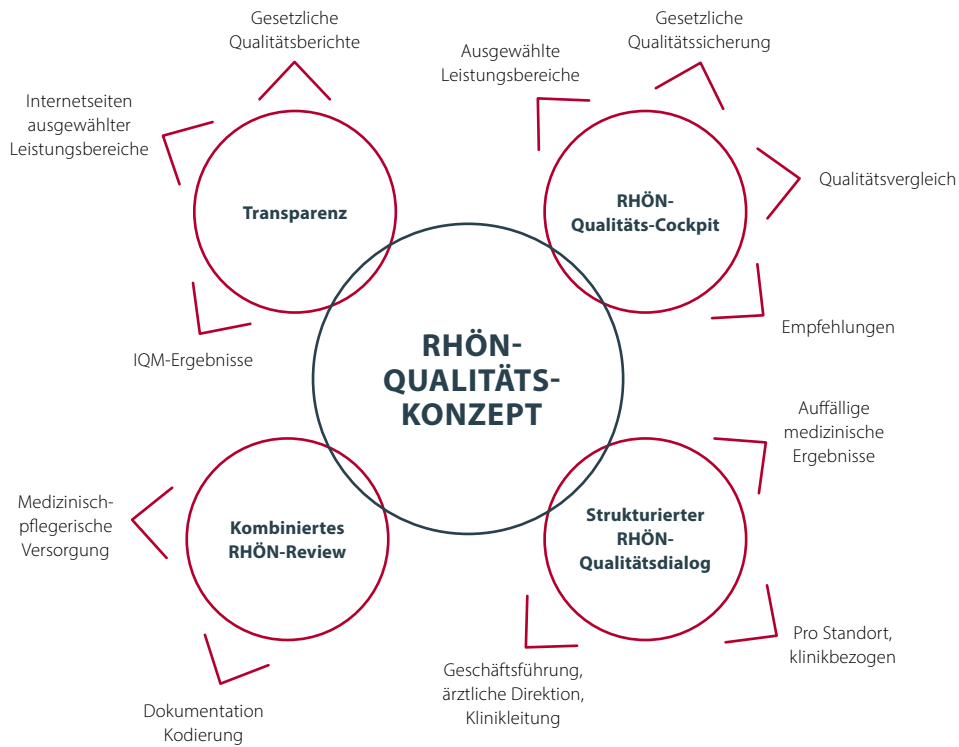 Gesetzliche
Qualitätsberichte
Internetseiten
ausgewählter
Leistungsbereiche
Transparenz
IQM-Ergebnisse
Ausgewählte
Leistungsbereiche
Gesetzliche
Qualitätssicherung
Qualitätsvergleich
RHÖN-
Qualitäts-Cockpit
Empfehlungen
RHÖN-
QUALITÄTS-
KONZEPT
Medizinisch-
pflegerische
Versorgung
Kombiniertes
RHÖN-Review
Dokumentation
Kodierung
Auffällige
medizinische
Ergebnisse
Strukturierter
RHÖN-
Qualitätsdialog
Geschäftsführung,
ärztliche Direktion,
Klinikleitung
Pro Standort,
klinikbezogen